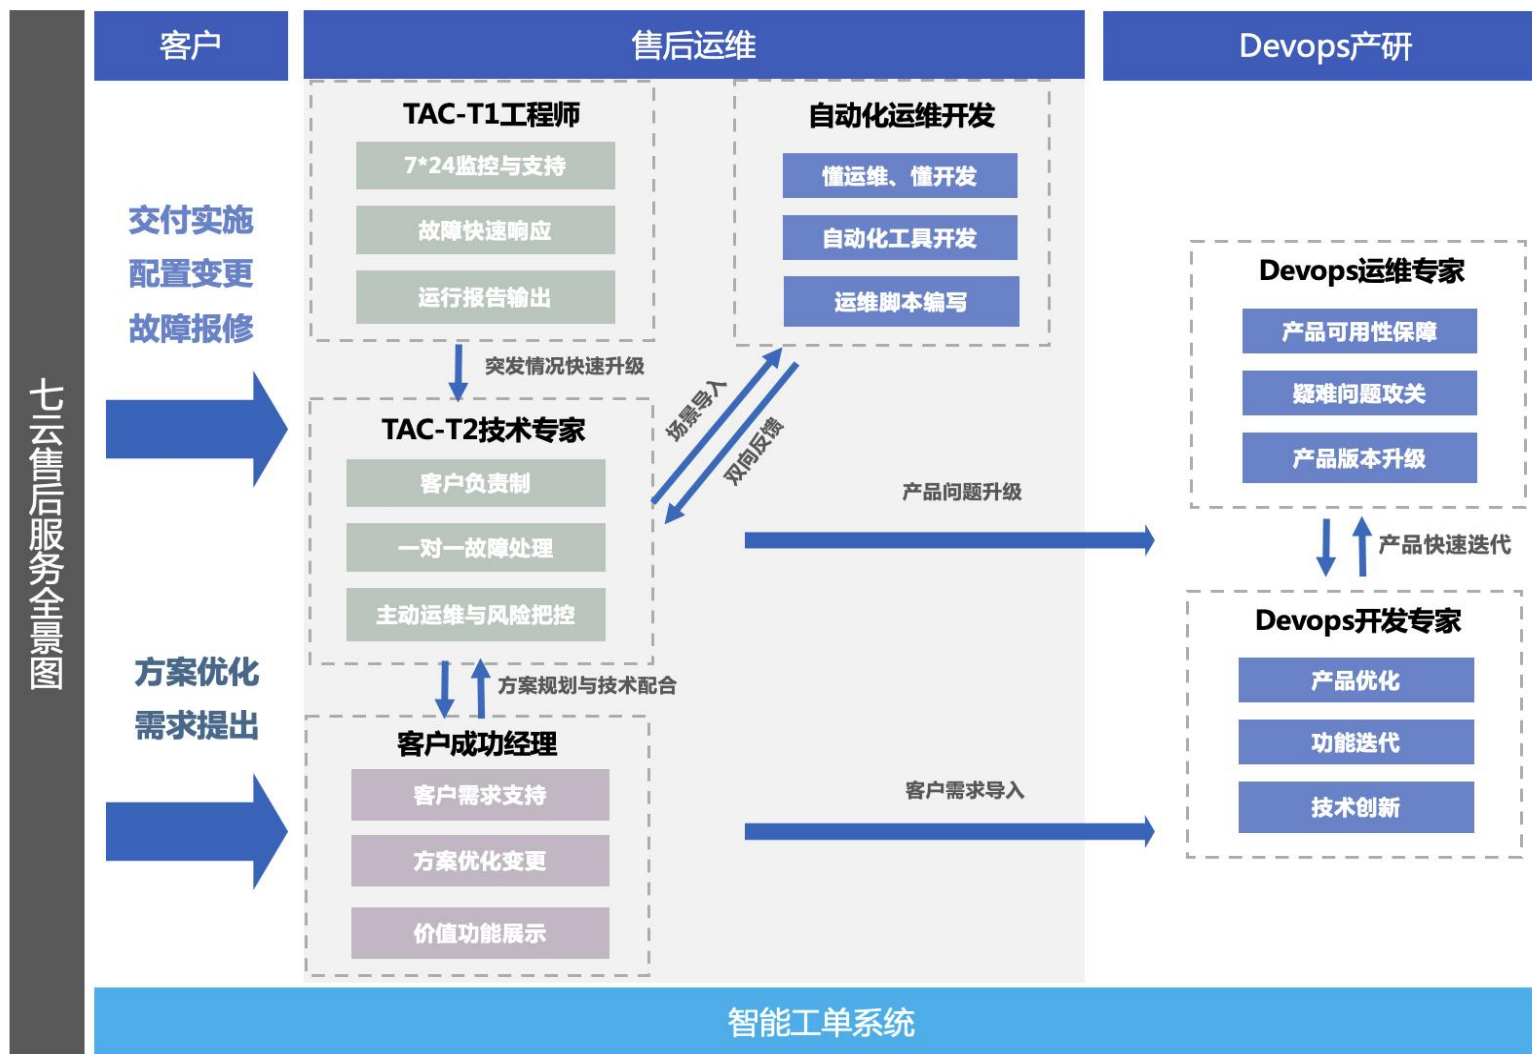 七云售后服务全景图
客户
售后运维
Devops产研
交付实施
配置变更
故障报修
方案优化
需求提出
TAC-T1工程师
7*24监控与支持
故障快速响应
运行报告输出
突发情况快速升级
TAC-T2技术专家
客户负责制
一对一故障处理
主动运维与风险把控
方案规划与技术配合
客户成功经理
客户需求支持
方案优化变更
价值功能展示
自动化运维开发
懂运维、懂开发
自动化工具开发
运维脚本编写
场景导入
双向反馈
产品问题升级
客户需求导入
Devops运维专家
产品可用性保障
疑难问题攻关
产品版本升级
产品快速迭代
Devops开发专家
产品优化
功能迭代
技术创新
智能工单系统